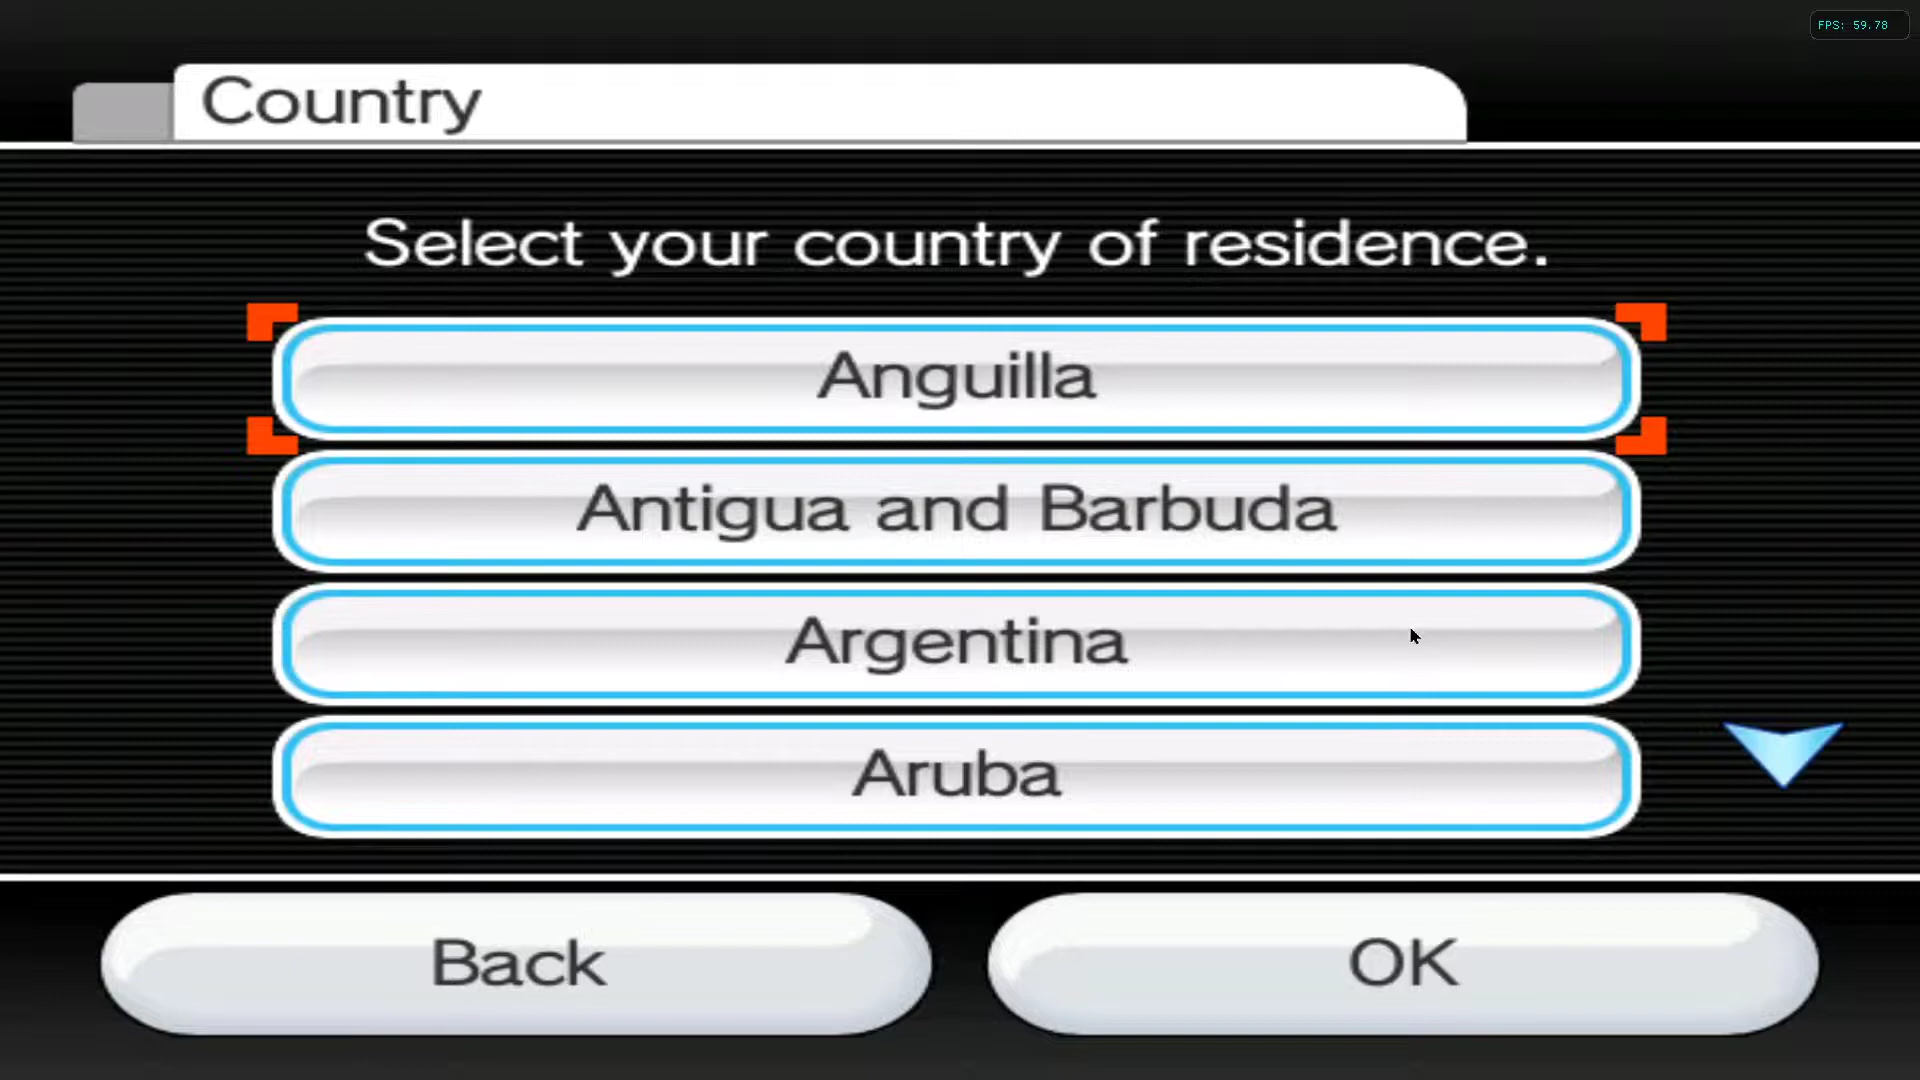 FPS: 59.78
Country
Select your country of residence.
Anguilla
Antigua and Barbuda
Argentina
Aruba
Back
OK